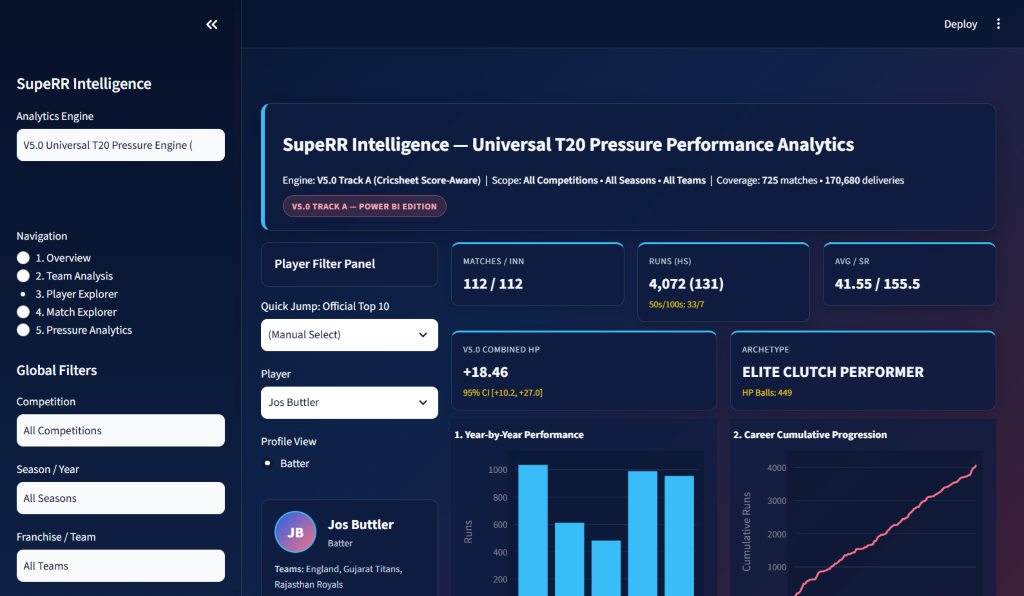 Deploy
SupeRR Intelligence
Analytics Engine
V5.0 Universal T20 Pressure Engine (
Navigation
1. Overview
2. Team Analysis
3. Player Explorer
4. Match Explorer
5. Pressure Analytics
Global Filters
Competition
All Competitions
Season / Year
All Seasons
Franchise / Team
All Teams
SupeRR Intelligence — Universal T20 Pressure Performance Analytics
Engine: V5.0 Track A (Cricsheet Score-Aware) | Scope: All Competitions • All Seasons • All Teams | Coverage: 725 matches • 170,680 deliveries
V5.0 TRACK A — POWER BI EDITION
Player Filter Panel
Quick Jump: Official Top 10
(Manual Select)
Player
Jos Buttler
Profile View
Batter
JB
Jos Buttler
Batter
Teams: England, Gujarat Titans,
Rajasthan Royals
MATCHES / INN
112 / 112
RUNS (HS)
4,072 (131)
50s/100s: 33/7
AVG / SR
41.55 / 155.5
V5.0 COMBINED HP
+18.46
95% CI [+10.2, +27.0]
ARCHETYPE
ELITE CLUTCH PERFORMER
HP Balls: 449
1. Year-by-Year Performance
Runs
1000
800
600
400
200
2. Career Cumulative Progression
Cumulative Runs
4000
3000
2000
1000